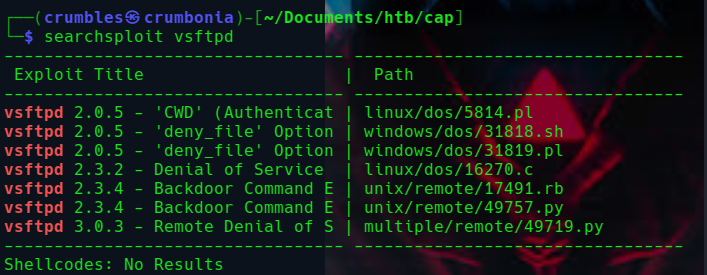 ┌──(crumbles㉿crumbonia)-[~/Documents/htb/cap]
└─$ searchsploit vsftpd
---------------------------------- ---------------------------------
 Exploit Title                    |  Path
---------------------------------- ---------------------------------
vsftpd 2.0.5 - 'CWD' (Authenticat | linux/dos/5814.pl
vsftpd 2.0.5 - 'deny_file' Option | windows/dos/31818.sh
vsftpd 2.0.5 - 'deny_file' Option | windows/dos/31819.pl
vsftpd 2.3.2 - Denial of Service  | linux/dos/16270.c
vsftpd 2.3.4 - Backdoor Command E | unix/remote/17491.rb
vsftpd 2.3.4 - Backdoor Command E | unix/remote/49757.py
vsftpd 3.0.3 - Remote Denial of S | multiple/remote/49719.py
---------------------------------- ---------------------------------
Shellcodes: No Results